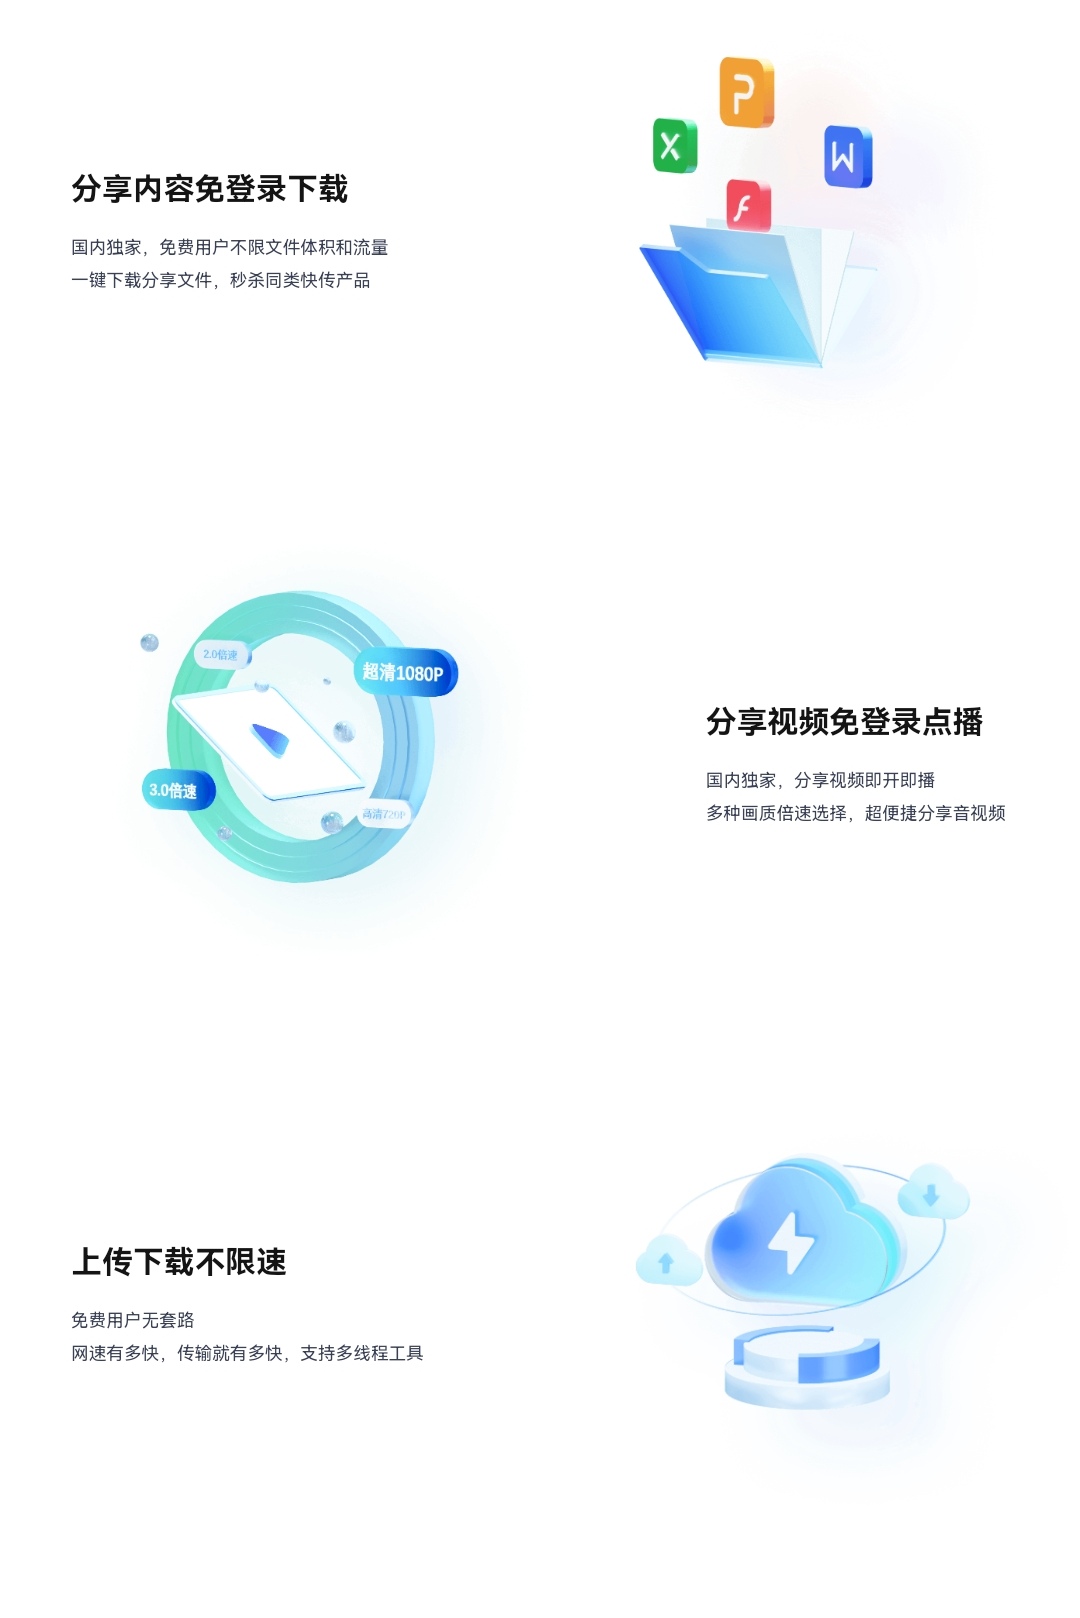 P
X
W
f
分享内容免登录下载
国内独家，免费用户不限文件体积和流量
一键下载分享文件，秒杀同类快传产品
2.0倍速
超清1080P
3.0倍速
高清720P
分享视频免登录点播
国内独家，分享视频即开即播
多种画质倍速选择，超便捷分享音视频
上传下载不限速
免费用户无套路
网速有多快，传输就有多快，支持多线程工具